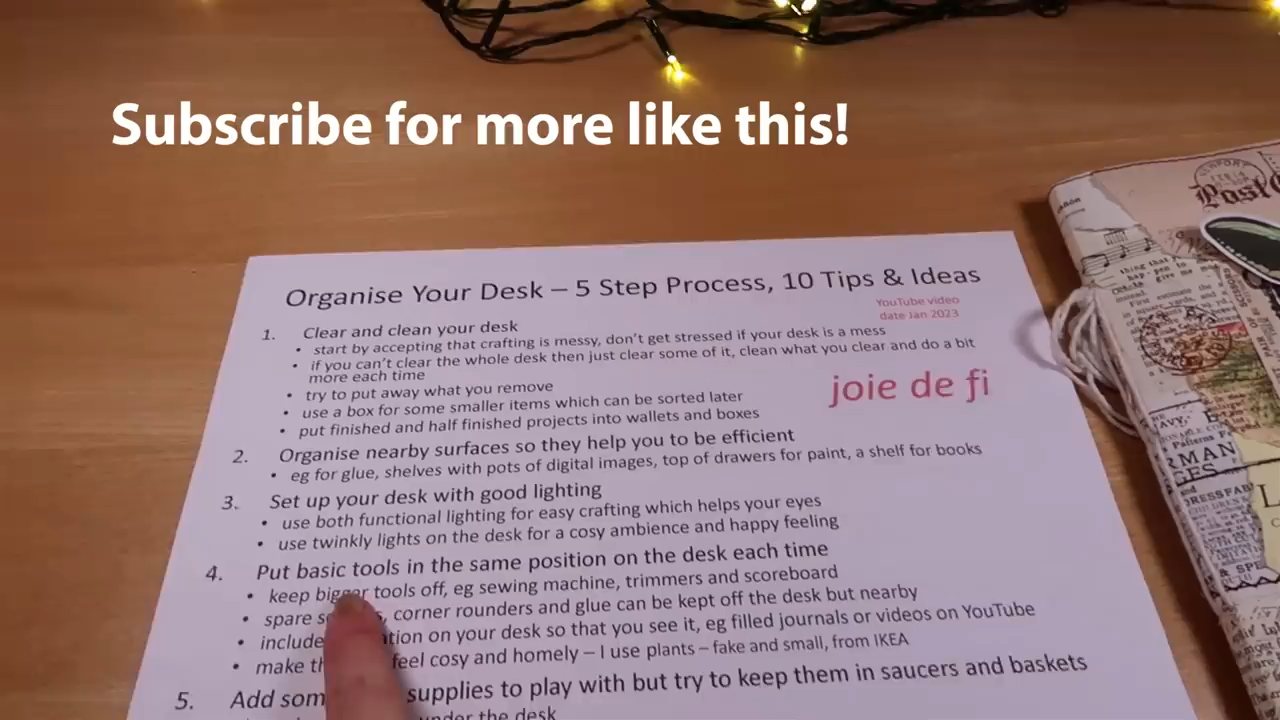 Subscribe for more like this!
Organise Your Desk – 5 Step Process, 10 Tips & Ideas
YouTube video
date Jan 2023
1. Clear and clean your desk
• start by accepting that crafting is messy, don't get stressed if your desk is a mess
• if you can't clear the whole desk then just clear some of it, clean what you clear and do a bit
more each time
• try to put away what you remove
joie de fi
• use a box for some smaller items which can be sorted later
• put finished and half finished projects into wallets and boxes
2. Organise nearby surfaces so they help you to be efficient
• eg for glue, shelves with pots of digital images, top of drawers for paint, a shelf for books
3. Set up your desk with good lighting
• use both functional lighting for easy crafting which helps your eyes
• use twinkly lights on the desk for a cosy ambience and happy feeling
4. Put basic tools in the same position on the desk each time
• keep bigger tools off, eg sewing machine, trimmers and scoreboard
• spare corner rounders and glue can be kept off the desk but nearby
• include on your desk so that you see it, eg filled journals or videos on YouTube
• make feel cosy and homely – I use plants – fake and small, from IKEA
5. Add supplies to play with but try to keep them in saucers and baskets
under the desk
Post
thing that